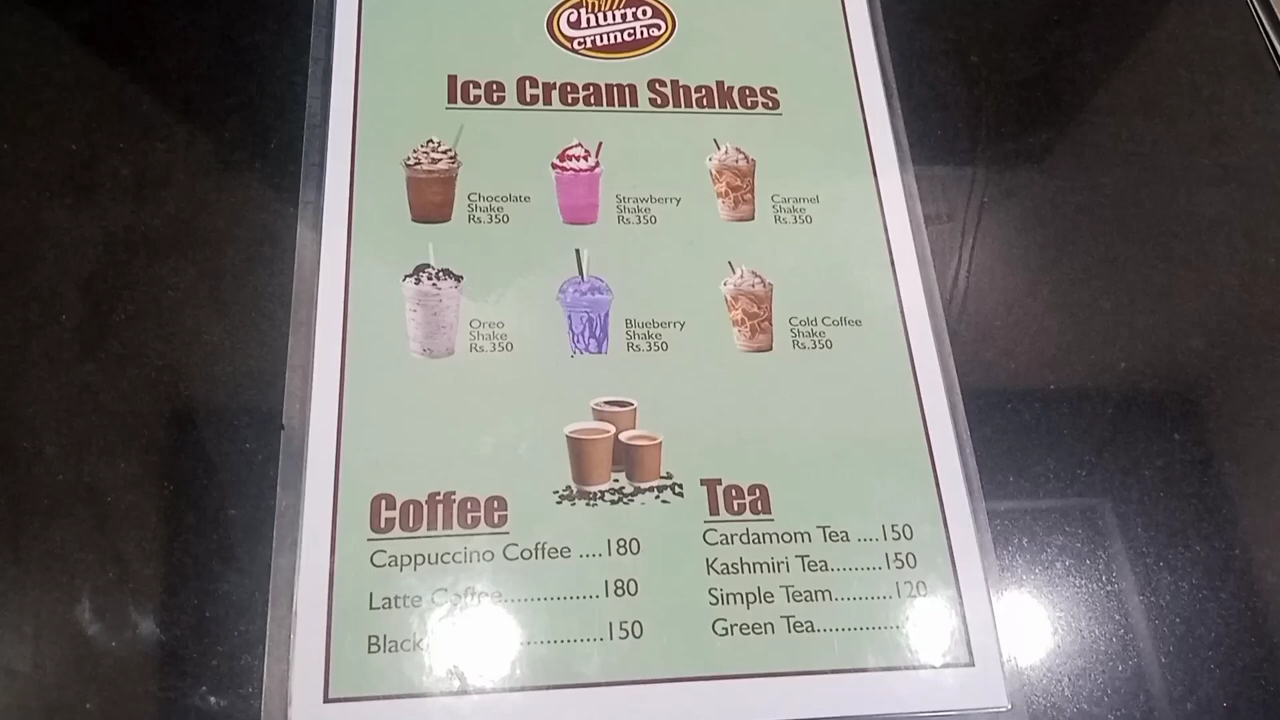 Churro
crunch
Ice Cream Shakes
Chocolate
Shake
Rs.350
Strawberry
Shake
Rs.350
Caramel
Shake
Rs.350
Oreo
Shake
Rs.350
Blueberry
Shake
Rs.350
Cold Coffee
Shake
Rs.350
Coffee
Cappuccino Coffee ....180
Latte Coffee...............180
Black .............150
Tea
Cardamom Tea ....150
Kashmiri Tea.........150
Simple Team..........120
Green Tea..............